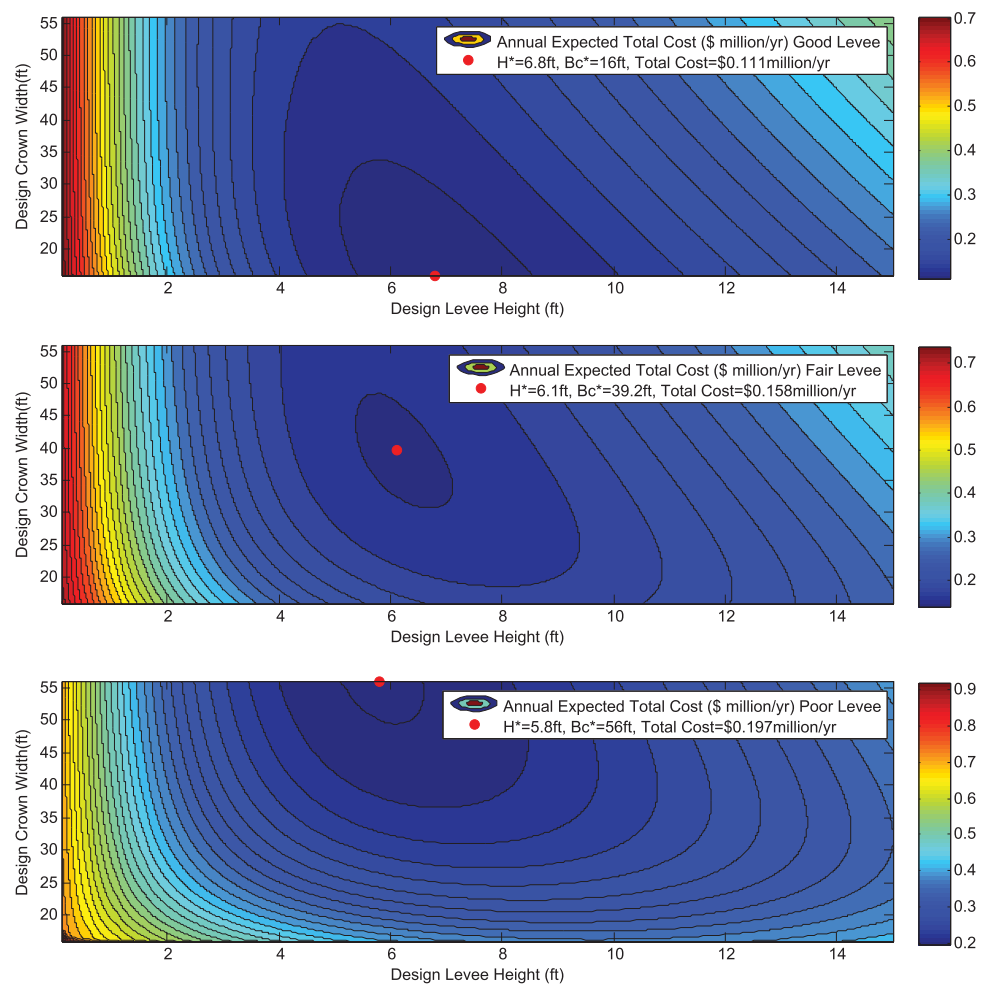 Annual Expected Total Cost ($ million/yr) Good Levee
H*=6.8ft, Bc*=16ft, Total Cost=$0.111million/yr
Design Crown Width(ft)
55
50
45
40
35
30
25
20
2 4 6 8 10 12 14
Design Levee Height (ft)
0.7
0.6
0.5
0.4
0.3
0.2
Annual Expected Total Cost ($ million/yr) Fair Levee
H*=6.1ft, Bc*=39.2ft, Total Cost=$0.158million/yr
Design Crown Width(ft)
55
50
45
40
35
30
25
20
2 4 6 8 10 12 14
Design Levee Height (ft)
0.7
0.6
0.5
0.4
0.3
0.2
Annual Expected Total Cost ($ million/yr) Poor Levee
H*=5.8ft, Bc*=56ft, Total Cost=$0.197million/yr
Design Crown Width(ft)
55
50
45
40
35
30
25
20
2 4 6 8 10 12 14
Design Levee Height (ft)
0.9
0.8
0.7
0.6
0.5
0.4
0.3
0.2